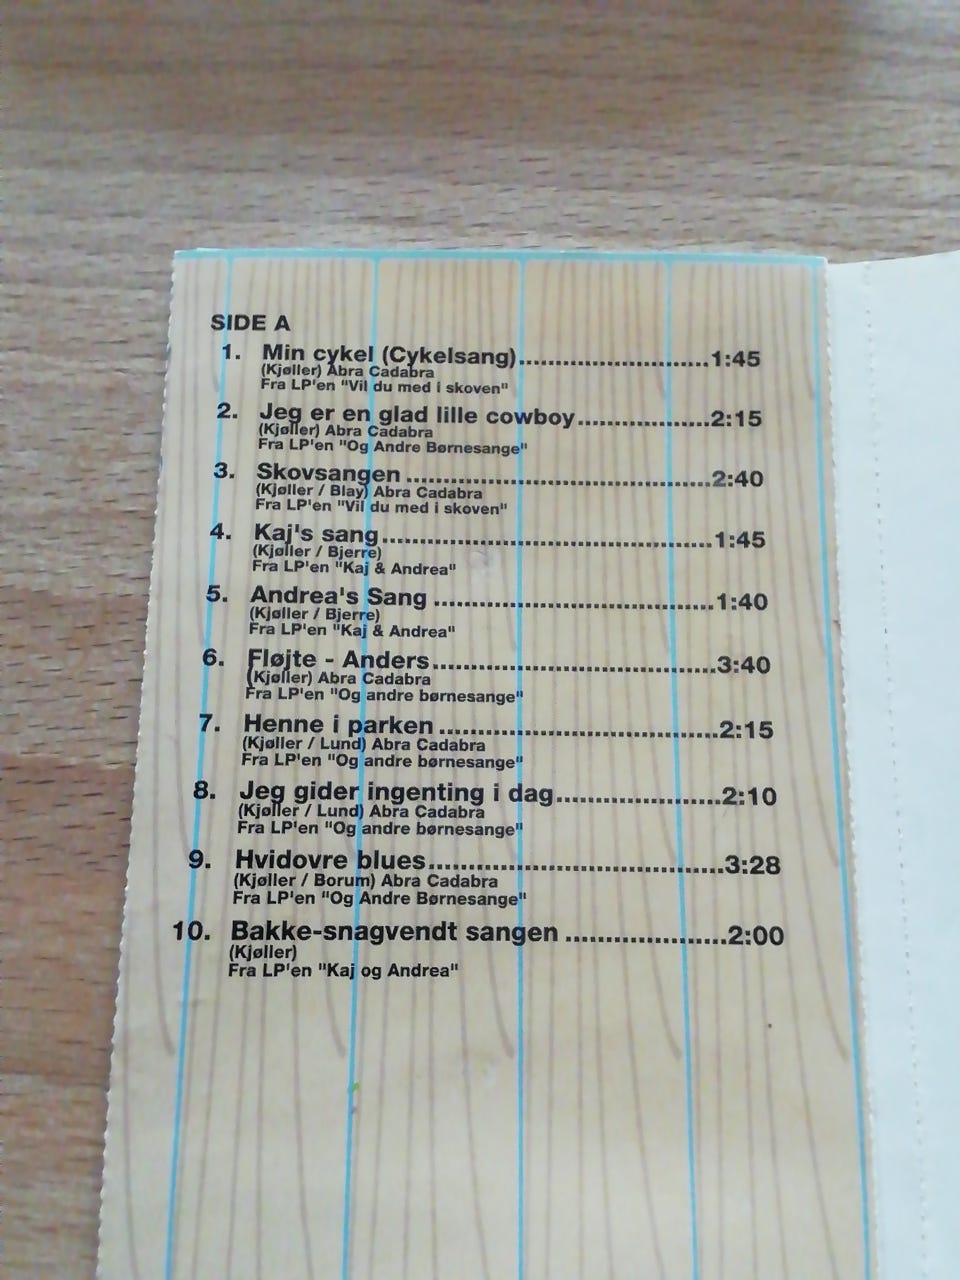 SIDE A
1. Min cykel (Cykelsang)........................1:45
(Kjøller) Abra Cadabra
Fra LP'en "Vil du med i skoven"
2. Jeg er en glad lille cowboy.................2:15
(Kjøller) Abra Cadabra
Fra LP'en "Og Andre Børnesange"
3. Skovsangen .......................................2:40
(Kjøller / Blay) Abra Cadabra
Fra LP'en "Vil du med i skoven"
4. Kaj's sang..........................................1:45
(Kjøller / Bjerre)
Fra LP'en "Kaj & Andrea"
5. Andrea's Sang ...................................1:40
(Kjøller / Bjerre)
Fra LP'en "Kaj & Andrea"
6. Fløjte - Anders...................................3:40
(Kjøller) Abra Cadabra
Fra LP'en "Og andre børnesange"
7. Henne i parken ..................................2:15
(Kjøller / Lund) Abra Cadabra
Fra LP'en "Og andre børnesange"
8. Jeg gider ingenting i dag....................2:10
(Kjøller / Lund) Abra Cadabra
Fra LP'en "Og andre børnesange"
9. Hvidovre blues...................................3:28
(Kjøller / Borum) Abra Cadabra
Fra LP'en "Og Andre Børnesange"
10. Bakke-snagvendt sangen ...................2:00
(Kjøller)
Fra LP'en "Kaj og Andrea"